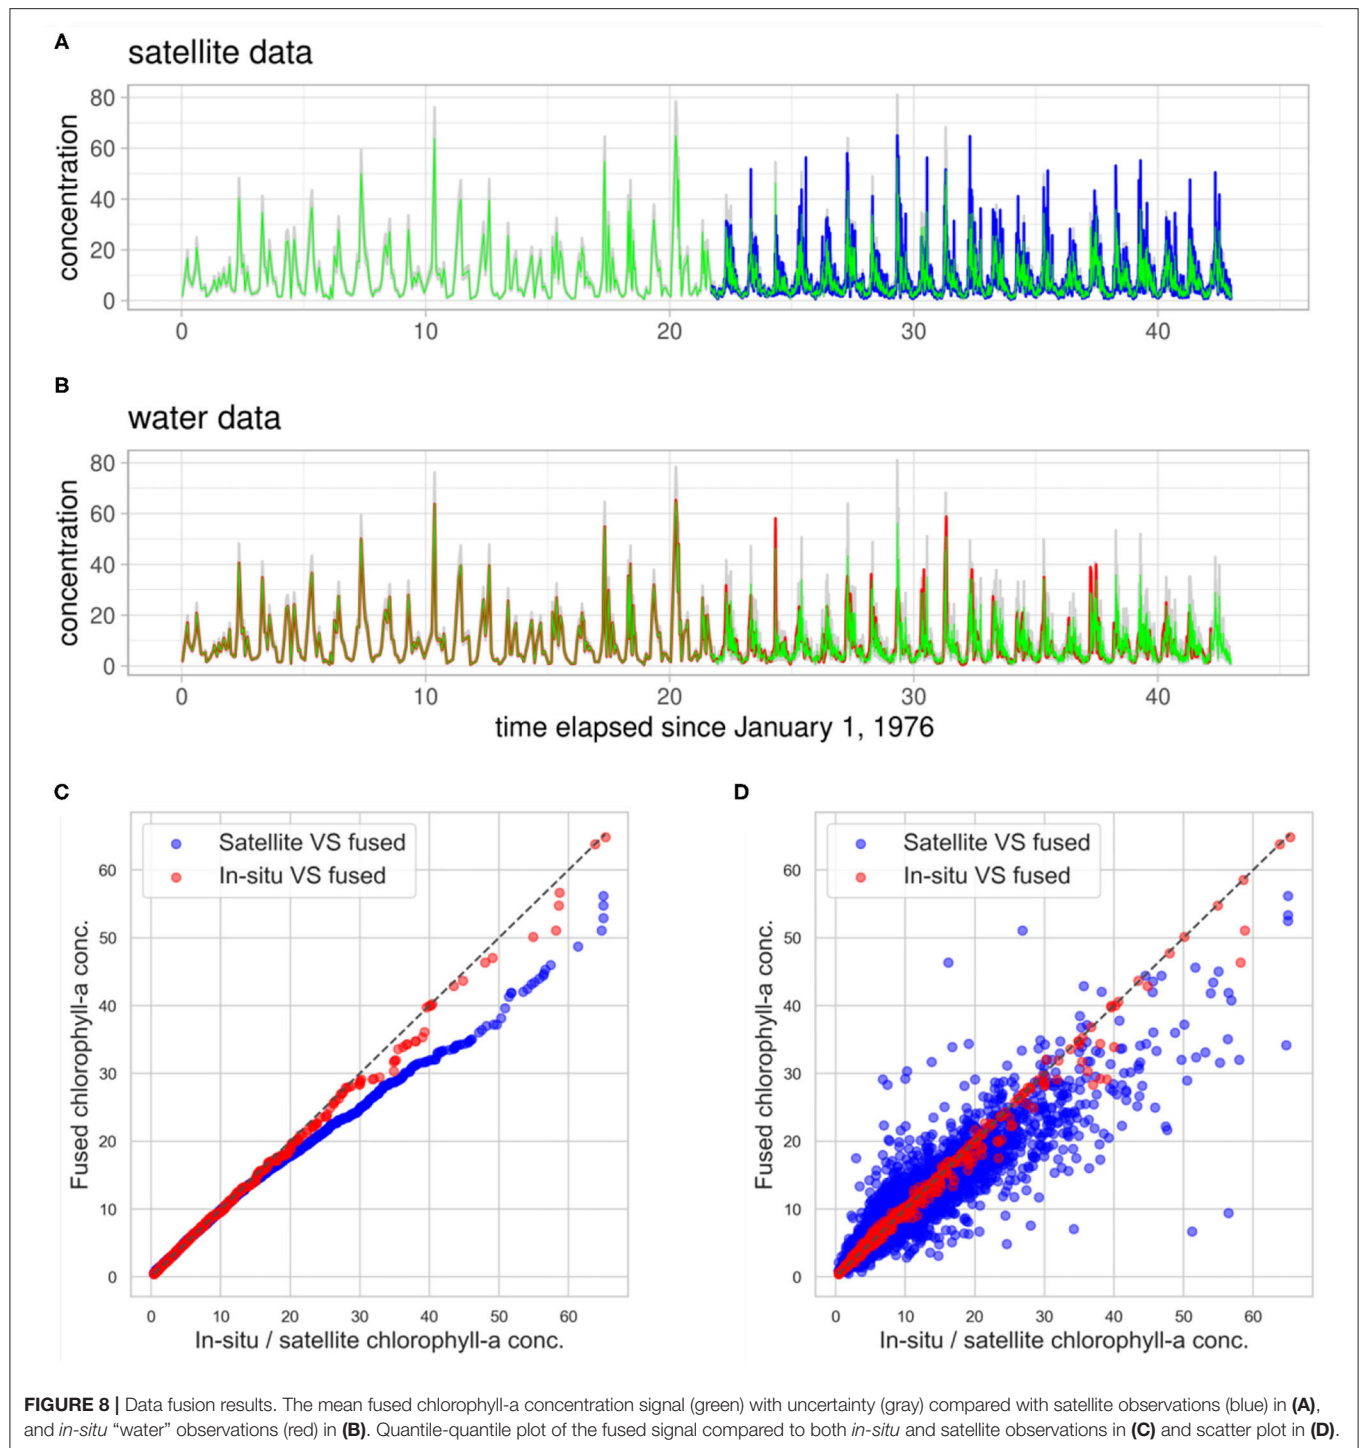 A
satellite data
80
60
40
20
0
concentration
0 10 20 30 40
B
water data
80
60
40
20
0
concentration
0 10 20 30 40
time elapsed since January 1, 1976
C
Satellite VS fused
In-situ VS fused
60
50
40
30
20
10
0
Fused chlorophyll-a conc.
0 10 20 30 40 50 60
In-situ / satellite chlorophyll-a conc.
D
Satellite VS fused
In-situ VS fused
60
50
40
30
20
10
0
Fused chlorophyll-a conc.
0 10 20 30 40 50 60
In-situ / satellite chlorophyll-a conc.
FIGURE 8 | Data fusion results. The mean fused chlorophyll-a concentration signal (green) with uncertainty (gray) compared with satellite observations (blue) in (A),
and in-situ “water” observations (red) in (B). Quantile-quantile plot of the fused signal compared to both in-situ and satellite observations in (C) and scatter plot in (D).